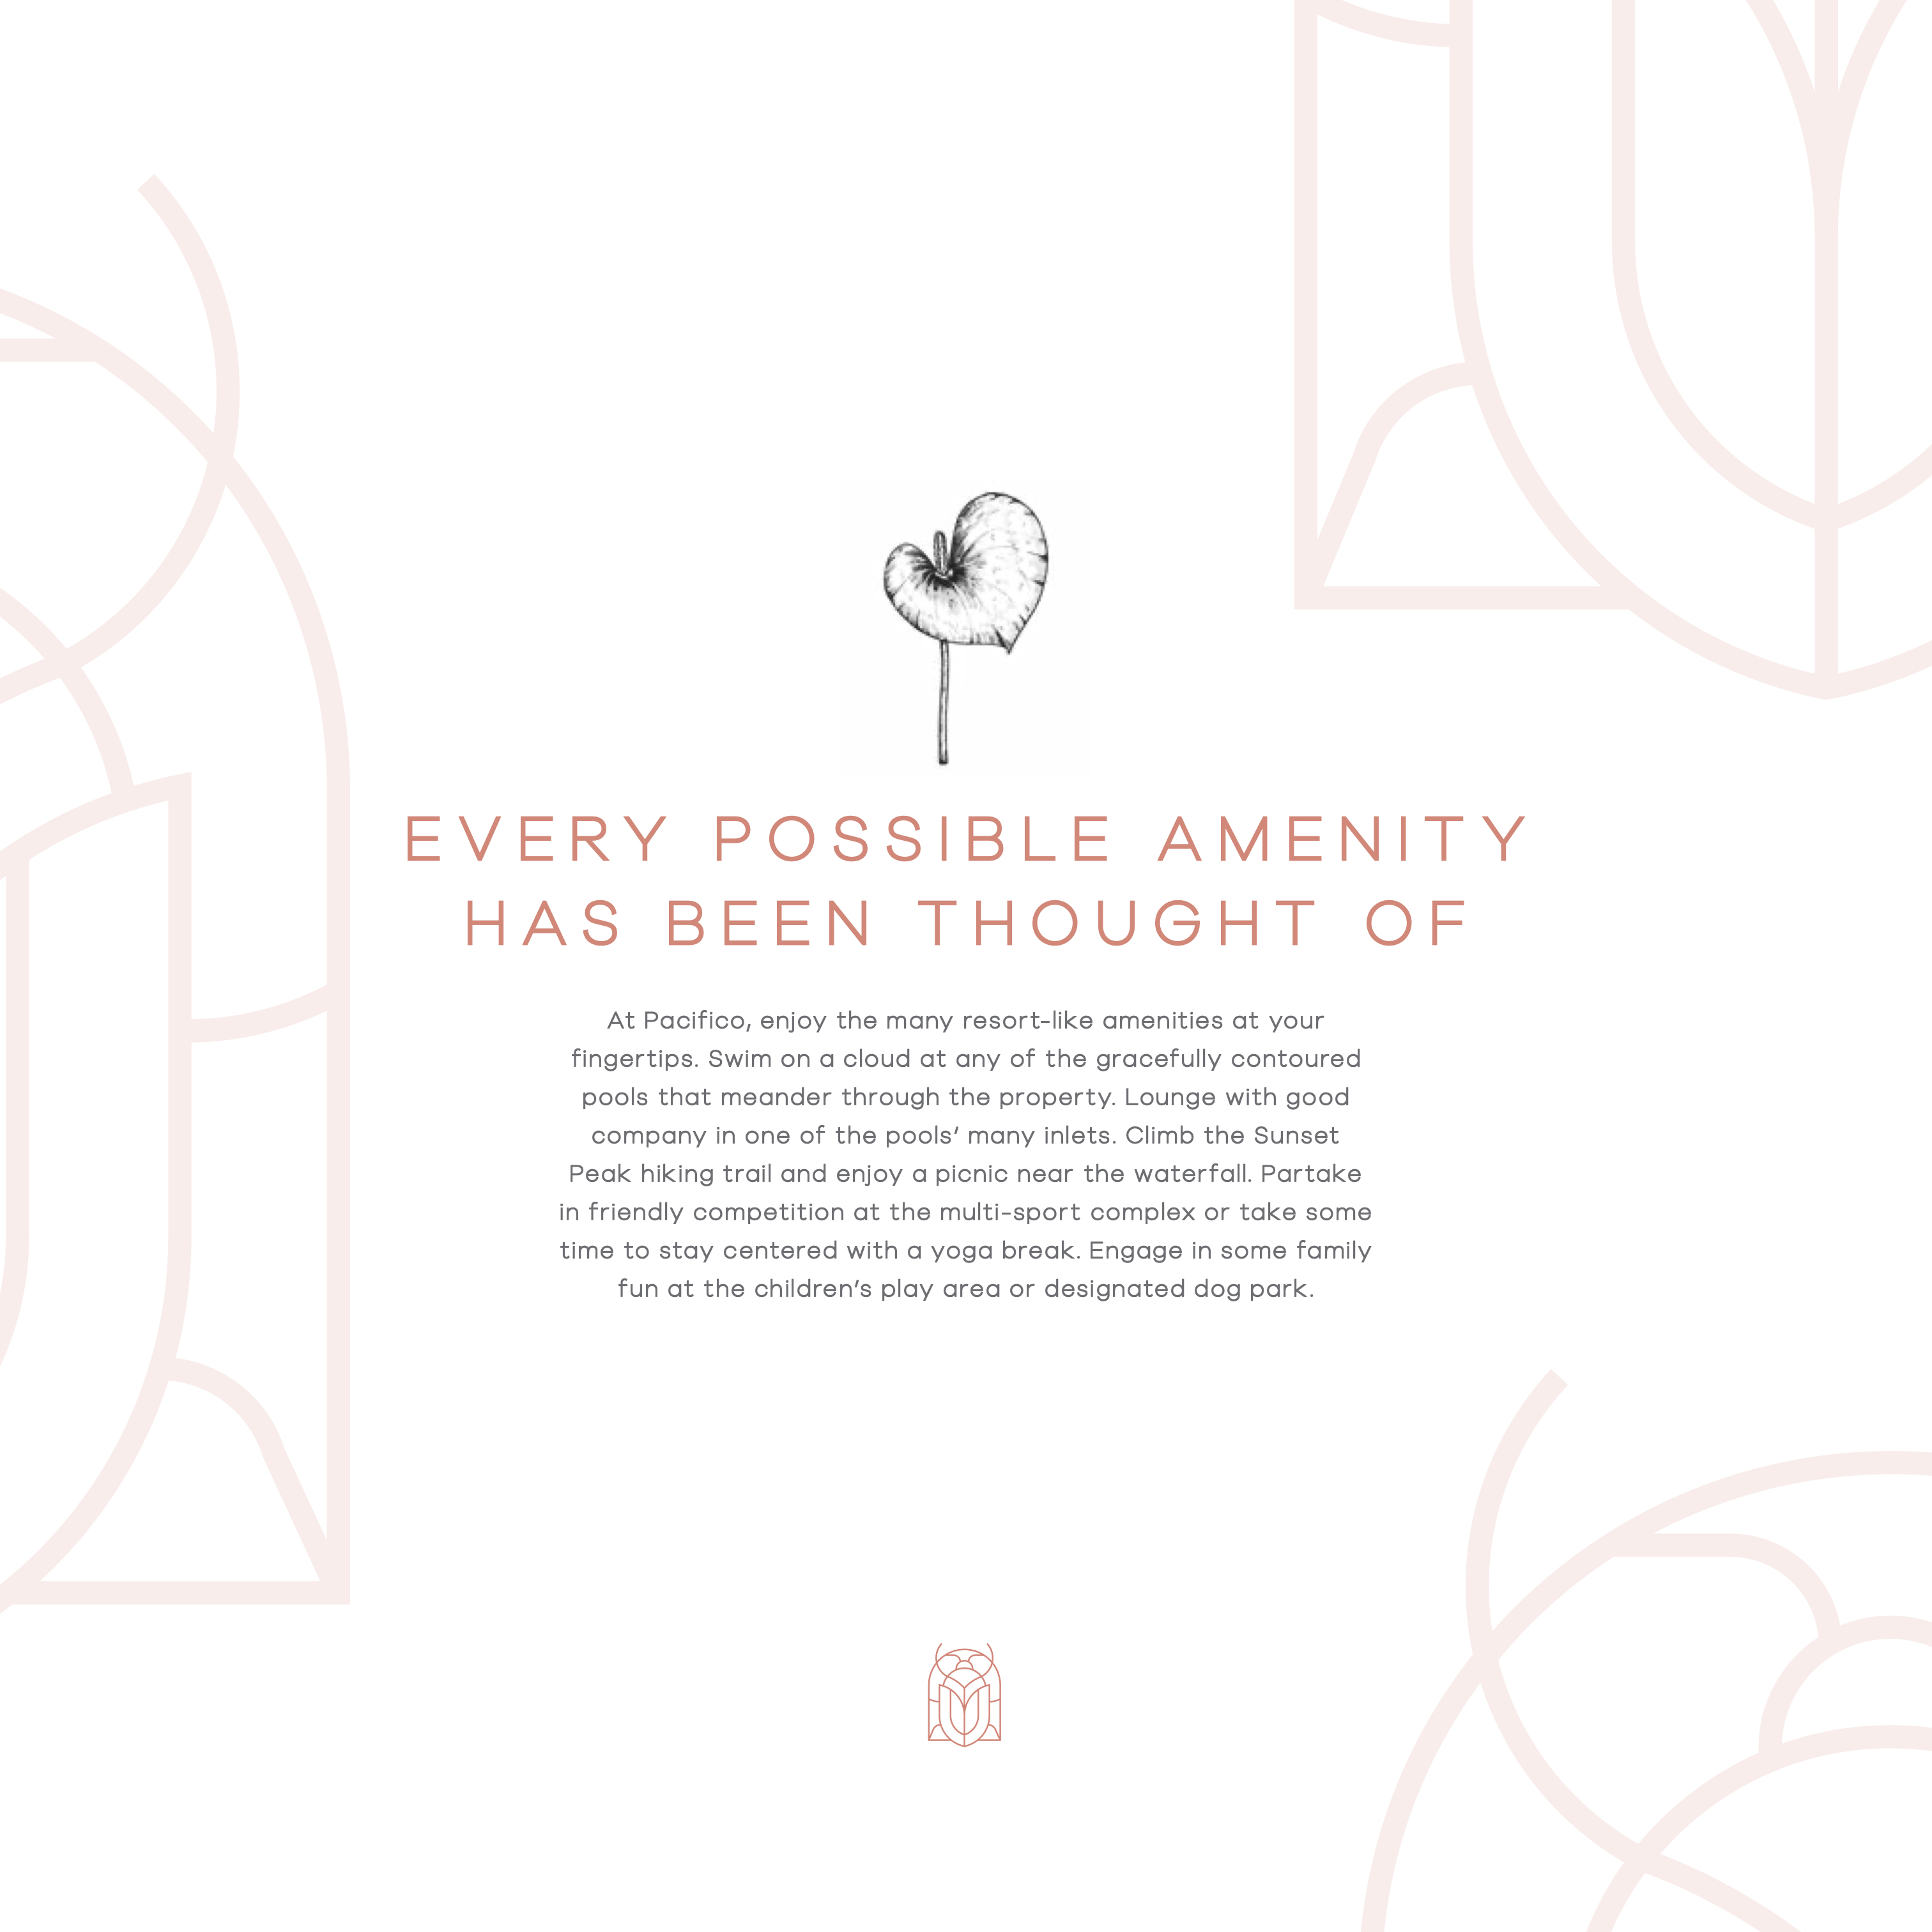 EVERY POSSIBLE AMENITY
HAS BEEN THOUGHT OF
At Pacifico, enjoy the many resort-like amenities at your
fingertips. Swim on a cloud at any of the gracefully contoured
pools that meander through the property. Lounge with good
company in one of the pools’ many inlets. Climb the Sunset
Peak hiking trail and enjoy a picnic near the waterfall. Partake
in friendly competition at the multi-sport complex or take some
time to stay centered with a yoga break. Engage in some family
fun at the children’s play area or designated dog park.